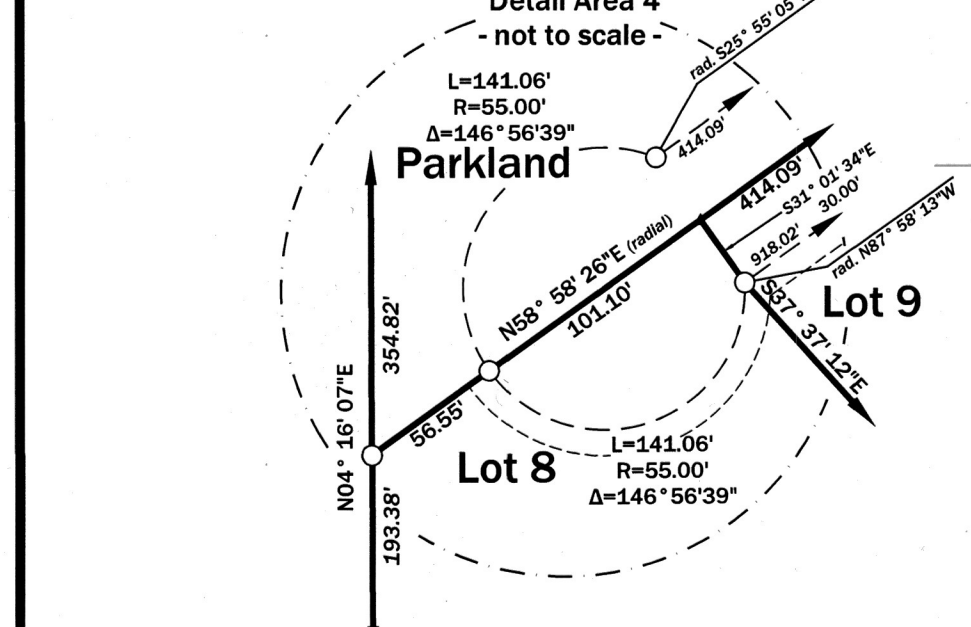 Detail Area 4
- not to scale -
rad. S25° 55' 05
L=141.06'
R=55.00'
Δ=146°56'39"
Parkland
414.09'
414.09'
S31° 01' 34"E
30.00'
918.02'
rad. N87° 58' 13"W
N58° 58' 26"E (radial)
101.10'
Lot 9
S37° 37' 12"E
354.82'
N04° 16' 07"E
56.55'
Lot 8
L=141.06'
R=55.00'
Δ=146°56'39"
193.38'